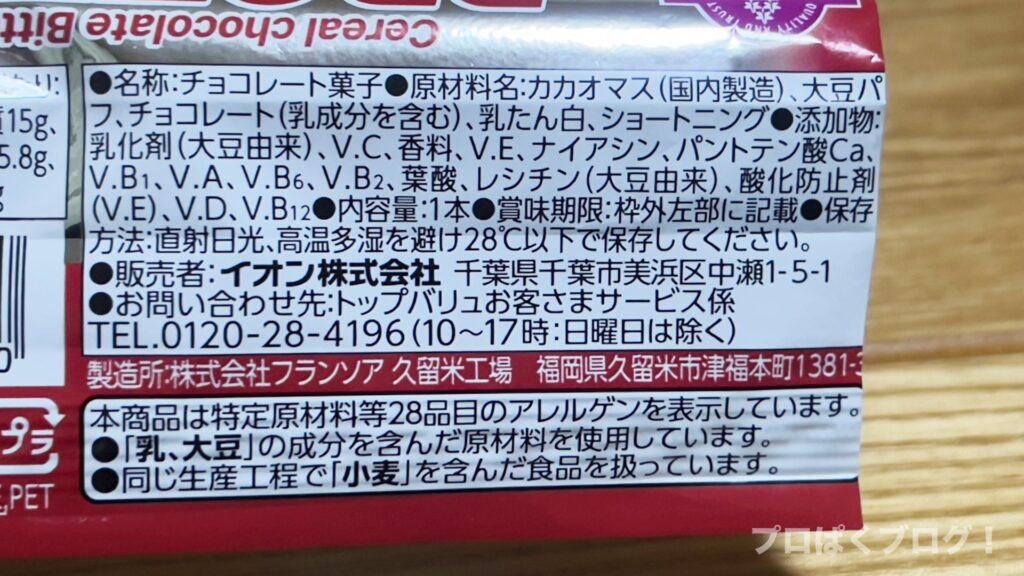 Cereal chocolate Bitt
QUALITY AND TRUST
たり:
質15g、
5.8g、
●名称:チョコレート菓子●原材料名:カカオマス(国内製造)、大豆パ
フ、チョコレート(乳成分を含む)、乳たん白、ショートニング●添加物:
乳化剤(大豆由来)、V.C、香料、V.E、ナイアシン、パントテン酸Ca、
V.B1、V.A、V.B6、V.B2、葉酸、レシチン(大豆由来)、酸化防止剤
(V.E)、V.D、V.B12●内容量:1本●賞味期限:枠外左部に記載●保存
方法:直射日光、高温多湿を避け28℃以下で保存してください。
●販売者:イオン株式会社 千葉県千葉市美浜区中瀬1-5-1
●お問い合わせ先:トップバリュお客さまサービス係
TEL.0120-28-4196(10～17時:日曜日は除く)
製造所:株式会社フランソア 久留米工場 福岡県久留米市津福本町1381-3
本商品は特定原材料等28品目のアレルゲンを表示しています。
●「乳、大豆」の成分を含んだ原材料を使用しています。
●同じ生産工程で「小麦」を含んだ食品を扱っています。
0
プラ
,PET
プロぱくブログ！